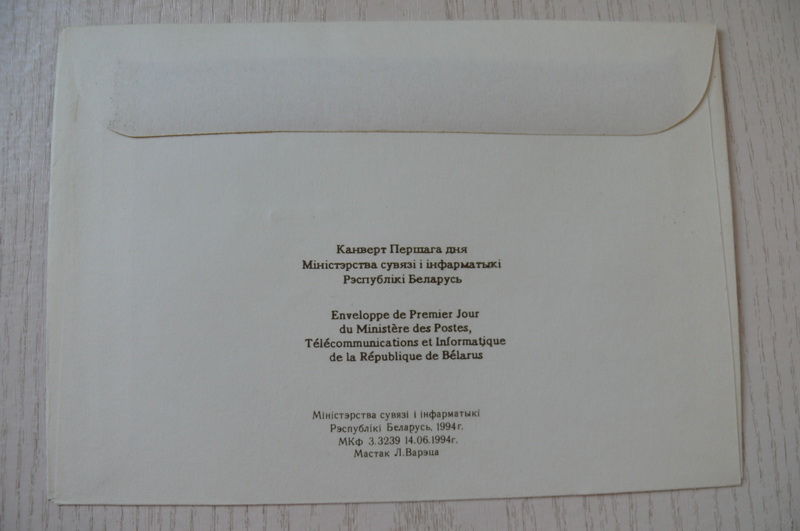 Канверт Першага дня
Міністэрства сувязі і інфарматыкі
Рэспублікі Беларусь
Enveloppe de Premier Jour
du Ministère des Postes,
Télécommunications et Informatique
de la République de Bélarus
Міністэрства сувязі і інфарматыкі
Рэспублікі Беларусь, 1994г.
МКФ 3.3239 14.06.1994г.
Мастак Л.Варэца